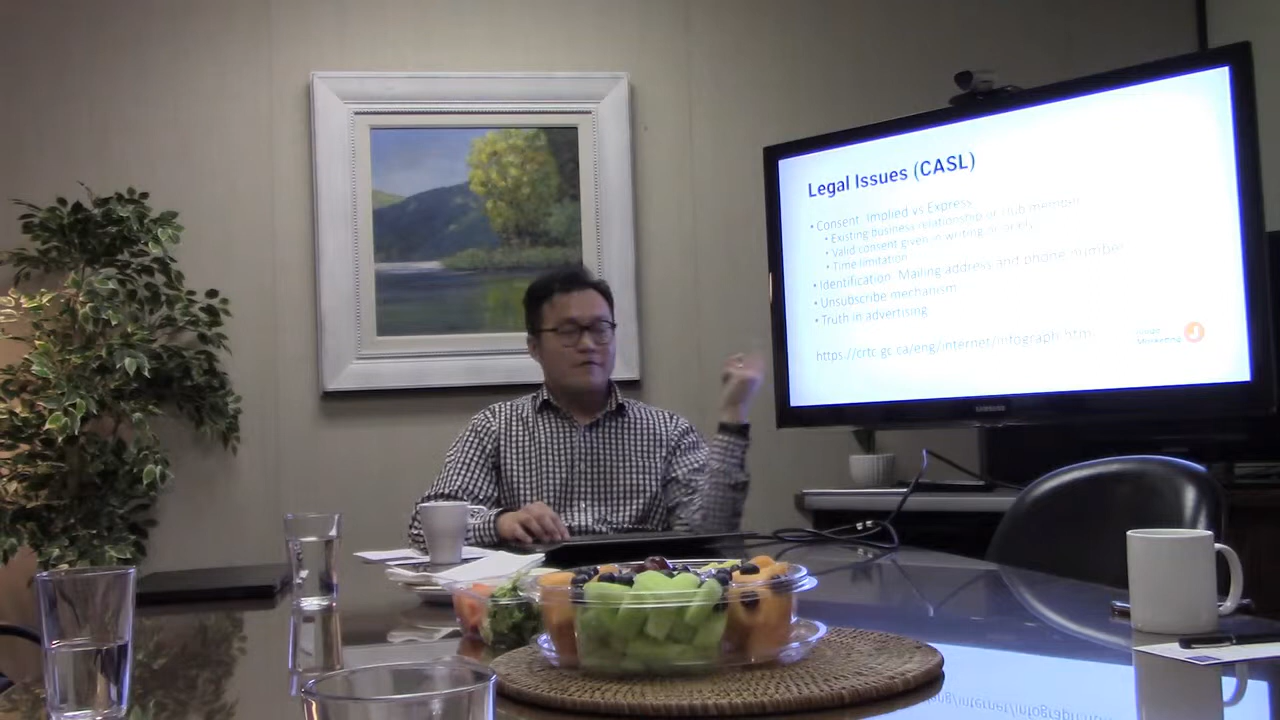 Legal Issues (CASL)
• Consent: Implied vs Express
• Existing business relationship or club member
• Valid consent given in writing or orally
• Time limitation
• Identification: Mailing address and phone number
• Unsubscribe mechanism
• Truth in advertising
https://crtc.gc.ca/eng/internet/infograph.htm
Marketing
J
SAMSUNG